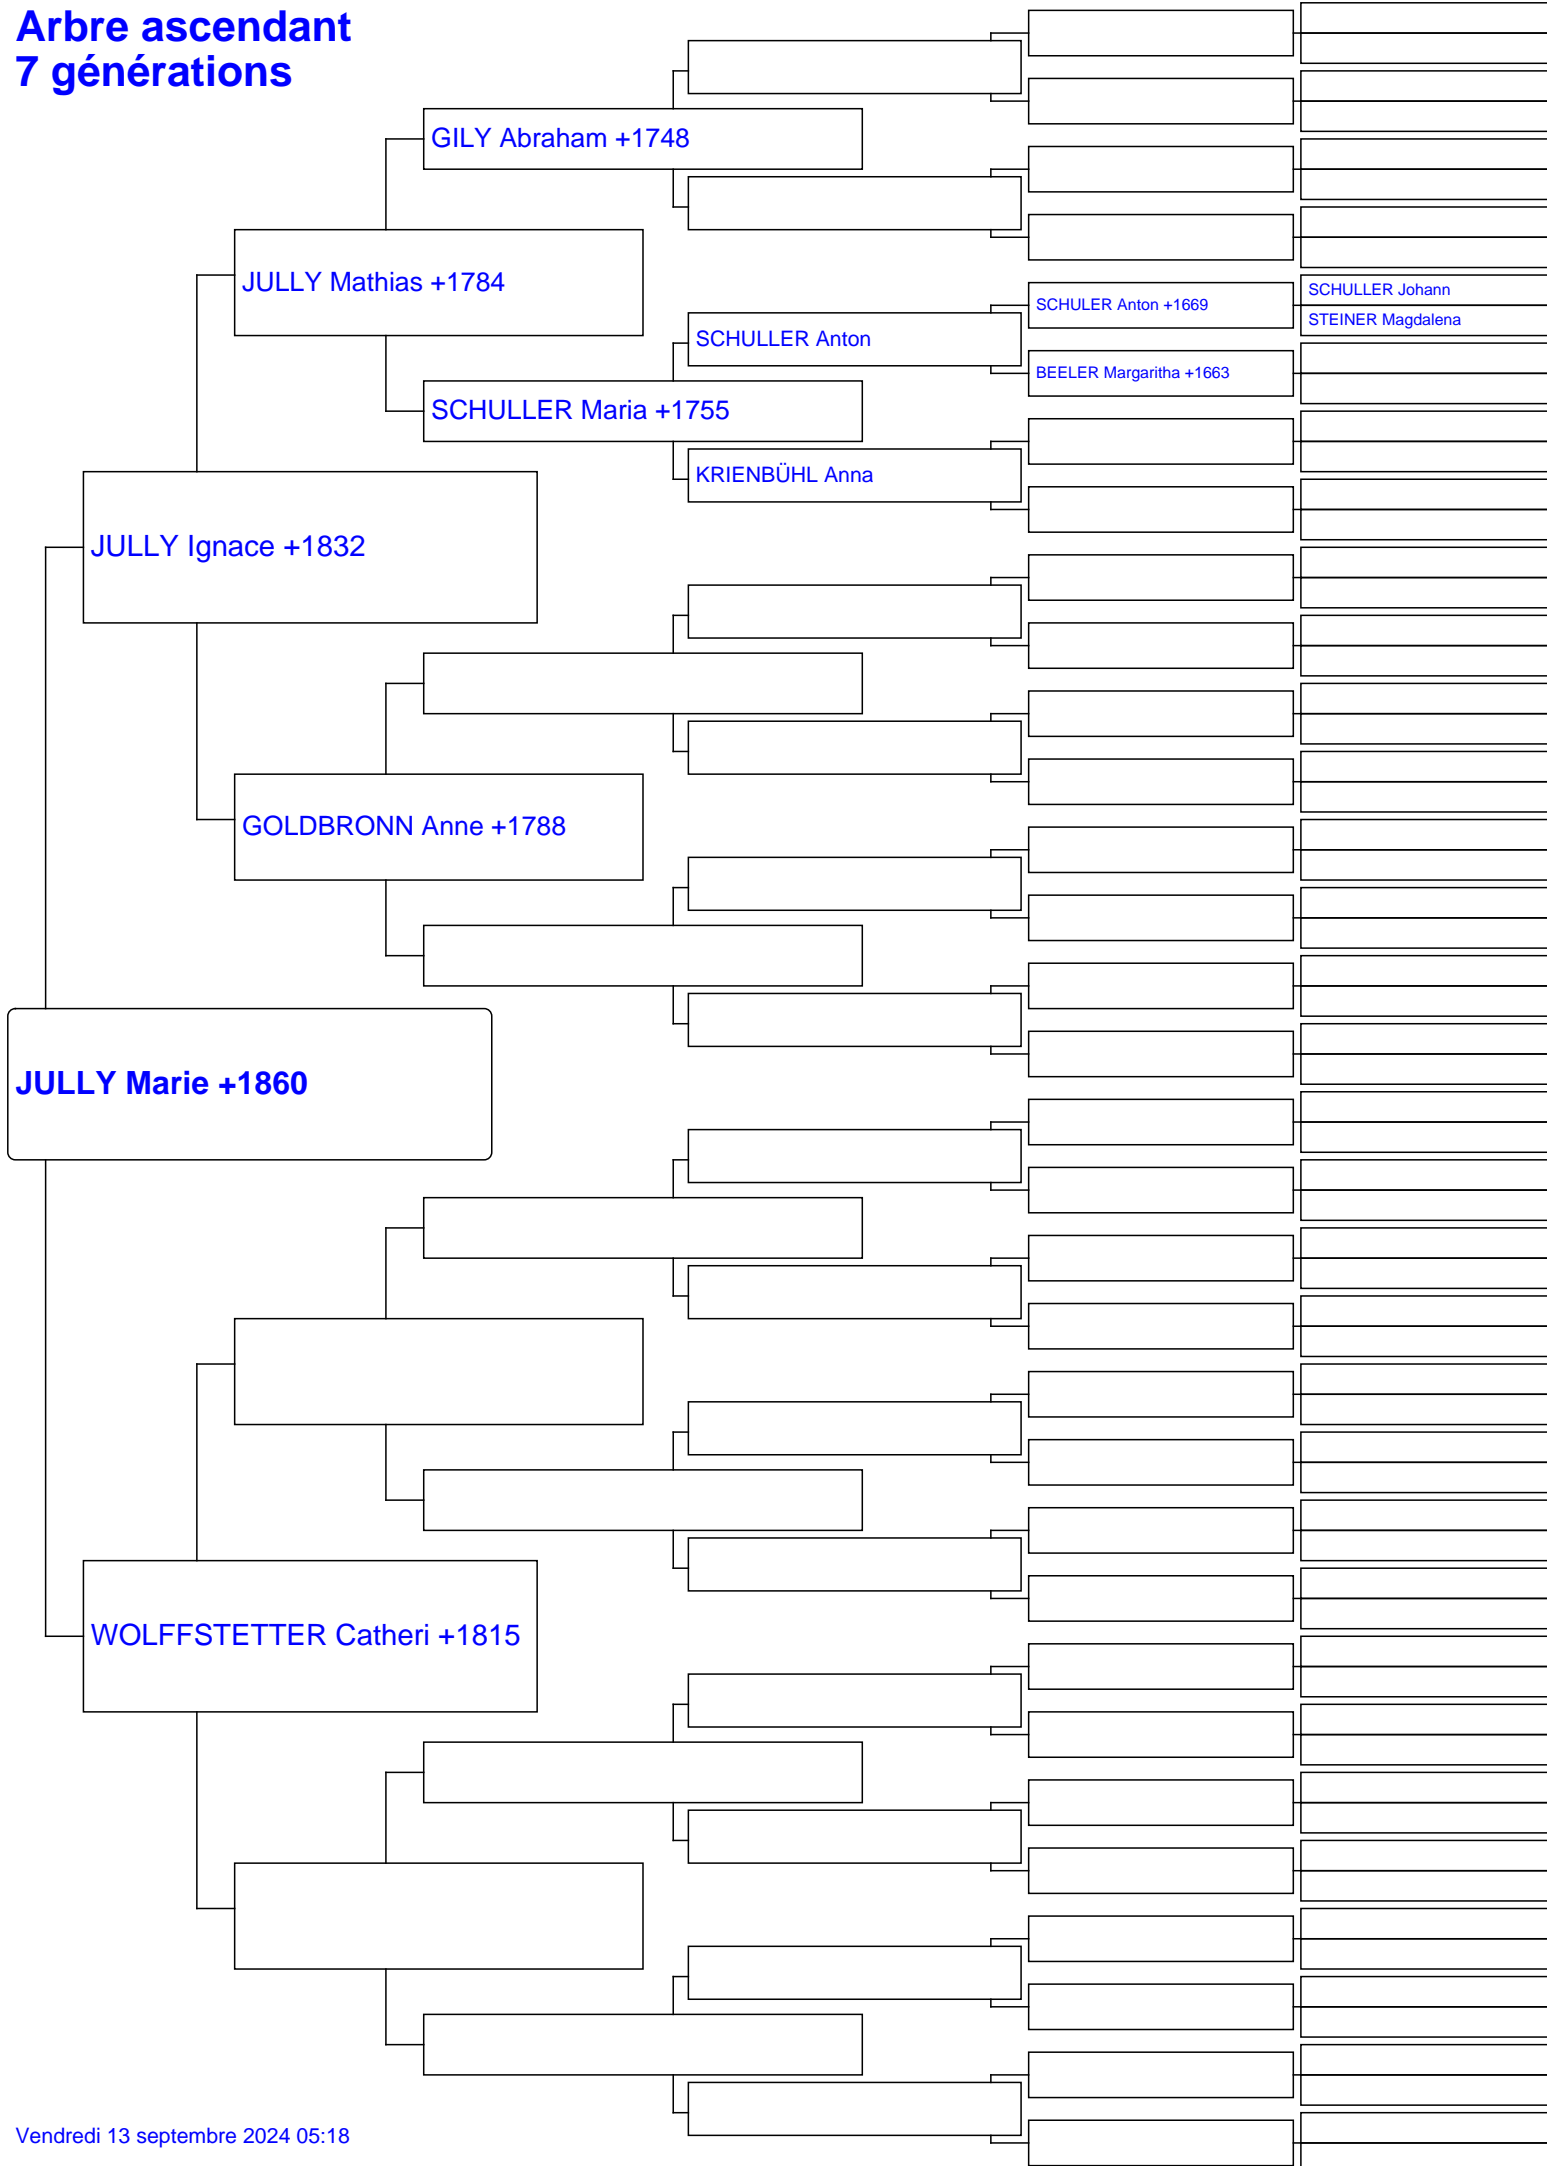 Arbre ascendant
7 générations
GILY Abraham +1748
JULLY Mathias +1784
SCHULLER Johann
SCHULER Anton +1669
STEINER Magdalena
SCHULLER Anton
BEELER Margaritha +1663
SCHULLER Maria +1755
KRIENBÜHL Anna
JULLY Ignace +1832
GOLDBRONN Anne +1788
JULLY Marie +1860
WOLFFSTETTER Catheri +1815
Vendredi 13 septembre 2024 05:18